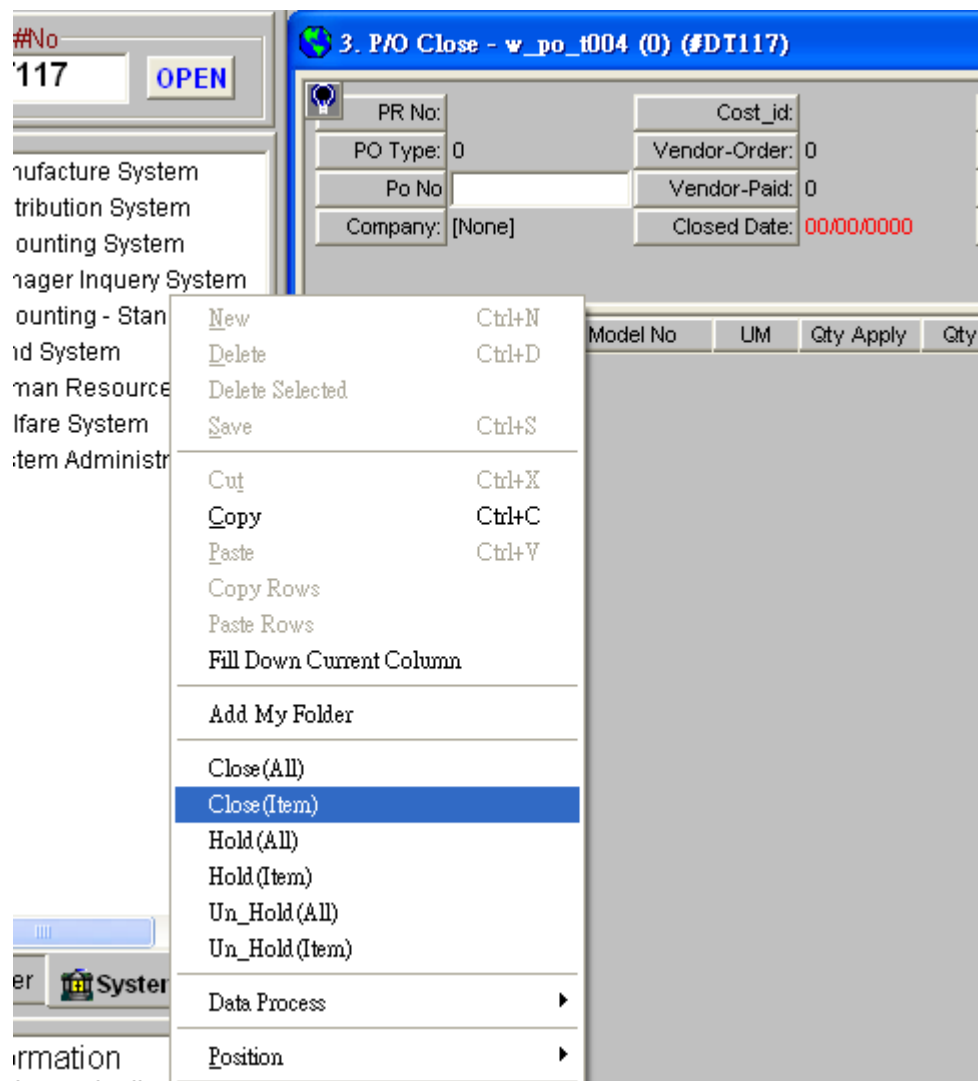 #No
117
OPEN
nufacture System
tribution System
ounting System
nager Inquery System
ounting - Stan
nd System
man Resource
lfare System
tem Administr
er
System
rmation
3. P/O Close - w_po_t004 (0) (#DT117)
PR No:
Cost_id:
PO Type: 0
Vendor-Order: 0
Po No
Vendor-Paid: 0
Company: [None]
Closed Date: 00/00/0000
Model No UM Qty Apply Qty
New Ctrl+N
Delete Ctrl+D
Delete Selected
Save Ctrl+S
Cut Ctrl+X
Copy Ctrl+C
Paste Ctrl+V
Copy Rows
Paste Rows
Fill Down Current Column
Add My Folder
Close(All)
Close(Item)
Hold(All)
Hold(Item)
Un_Hold(All)
Un_Hold(Item)
Data Process
Position